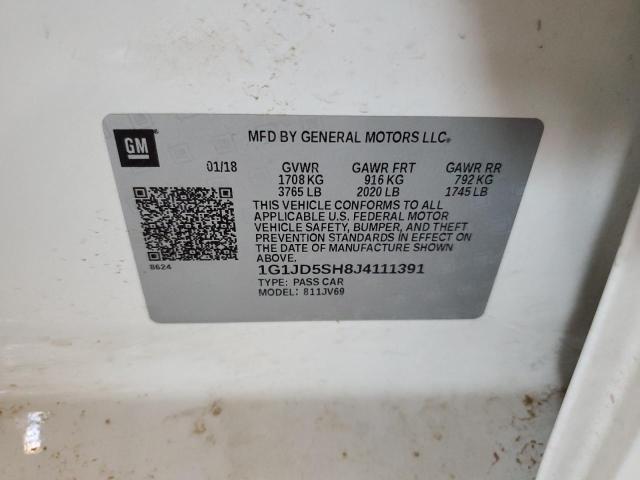 GM
MFD BY GENERAL MOTORS LLC®
01/18 GVWR GAWR FRT GAWR RR
1708 KG 916 KG 792 KG
3765 LB 2020 LB 1745 LB
THIS VEHICLE CONFORMS TO ALL
APPLICABLE U.S. FEDERAL MOTOR
VEHICLE SAFETY, BUMPER, AND THEFT
PREVENTION STANDARDS IN EFFECT ON
THE DATE OF MANUFACTURE SHOWN
ABOVE.
8624
1G1JD5SH8J4111391
TYPE: PASS CAR
MODEL: 811JV69